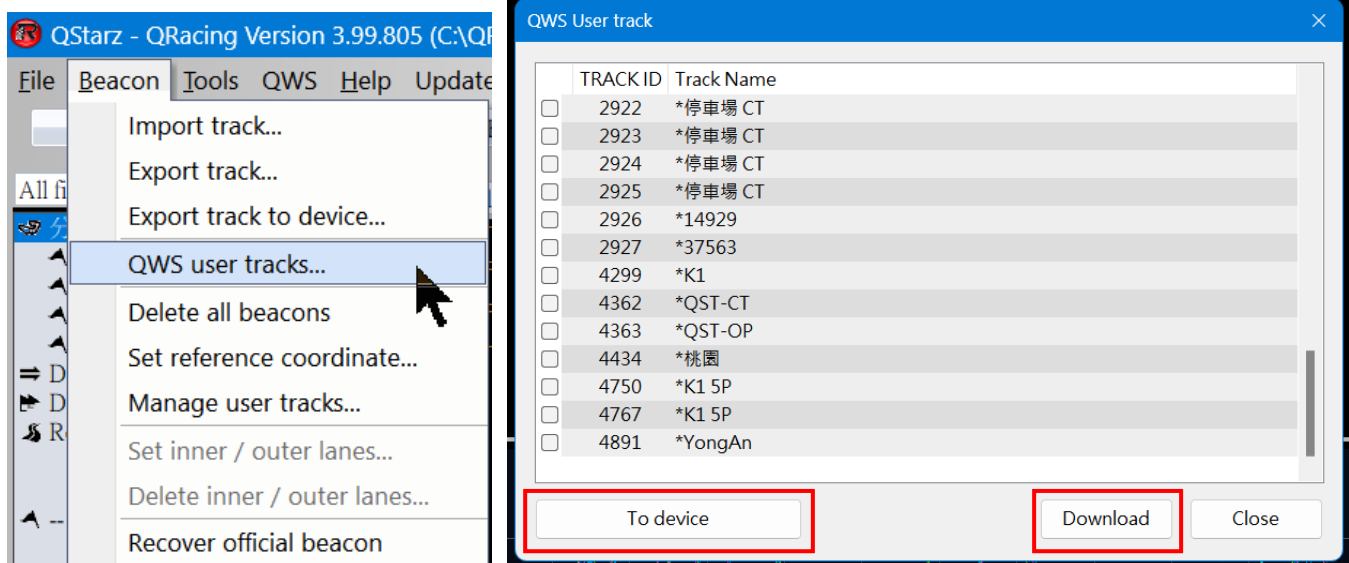 QStarz - QRacing Version 3.99.805 (C:\QF
File Beacon Tools QWS Help Update
Import track...
Export track...
All fi
Export track to device...
分
QWS user tracks...
Delete all beacons
Set reference coordinate...
D
Manage user tracks...
D
R
Set inner / outer lanes...
Delete inner / outer lanes...
--
Recover official beacon
QWS User track
TRACK ID Track Name
2922 *停車場 CT
2923 *停車場 CT
2924 *停車場 CT
2925 *停車場 CT
2926 *14929
2927 *37563
4299 *K1
4362 *QST-CT
4363 *QST-OP
4434 *桃園
4750 *K1 5P
4767 *K1 5P
4891 *YongAn
To device Download Close